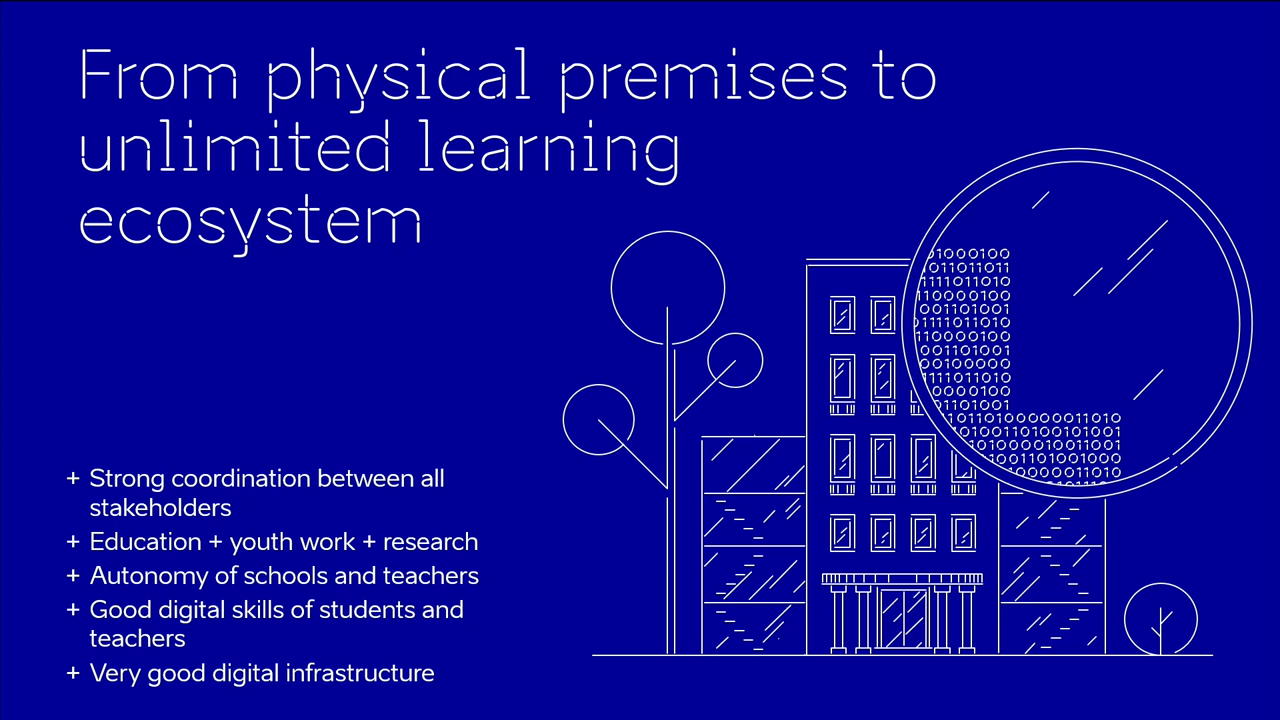 From physical premises to
unlimited learning
ecosystem
+ Strong coordination between all
stakeholders
+ Education + youth work + research
+ Autonomy of schools and teachers
+ Good digital skills of students and
teachers
+ Very good digital infrastructure